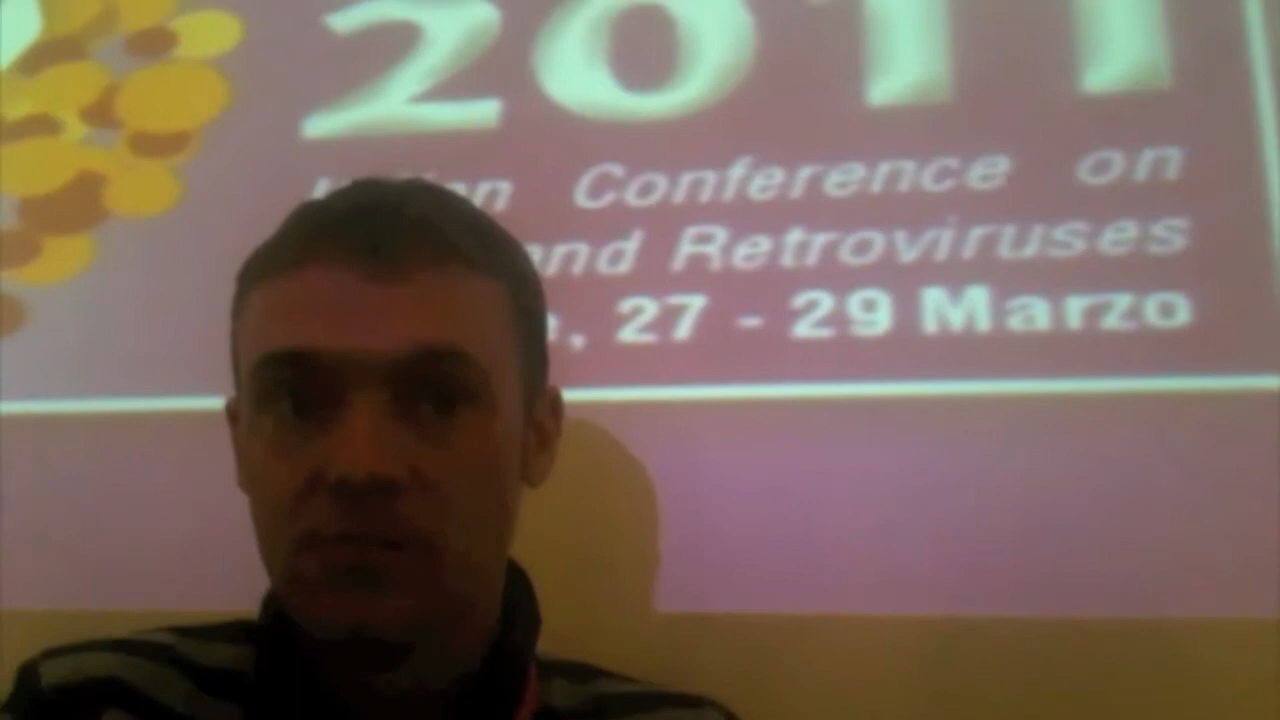 2011
Conference on
and Retroviruses
, 27 - 29 Marzo